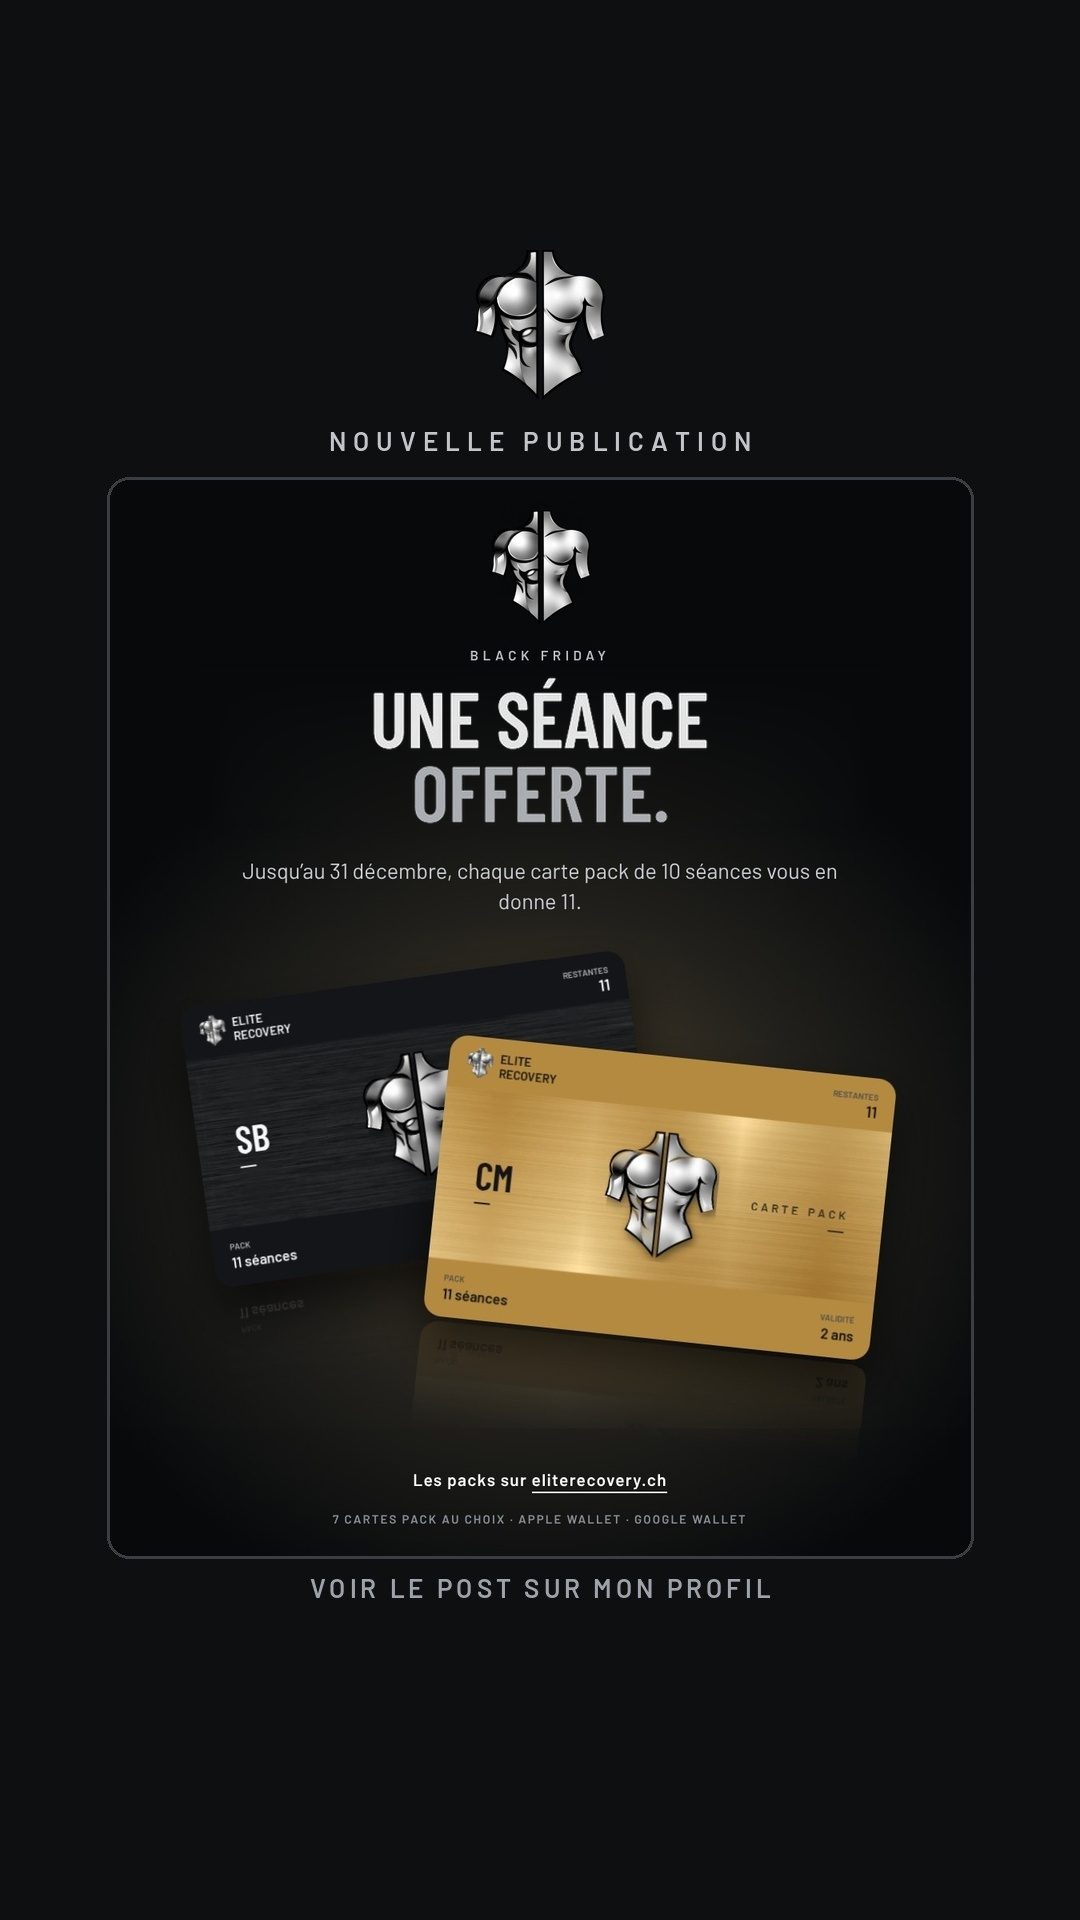 NOUVELLE PUBLICATION
BLACK FRIDAY
UNE SÉANCE
OFFERTE.
Jusqu'au 31 décembre, chaque carte pack de 10 séances vous en
donne 11.
ELITE
RECOVERY
RESTANTES
11
SB
PACK
11 séances
ELITE
RECOVERY
RESTANTES
11
CM
CARTE PACK
PACK
11 séances
VALIDITÉ
2 ans
Les packs sur eliterecovery.ch
7 CARTES PACK AU CHOIX · APPLE WALLET · GOOGLE WALLET
VOIR LE POST SUR MON PROFIL